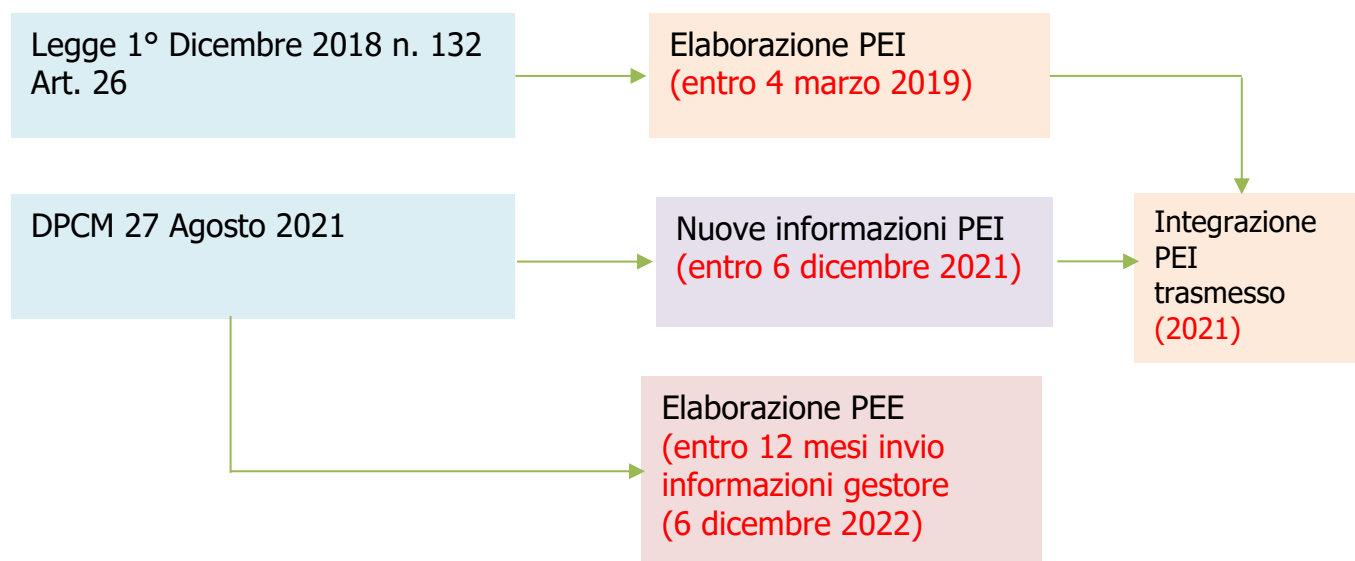 Legge 1° Dicembre 2018 n. 132
Art. 26
Elaborazione PEI
(entro 4 marzo 2019)
DPCM 27 Agosto 2021
Nuove informazioni PEI
(entro 6 dicembre 2021)
Integrazione
PEI
trasmesso
(2021)
Elaborazione PEE
(entro 12 mesi invio
informazioni gestore
(6 dicembre 2022)